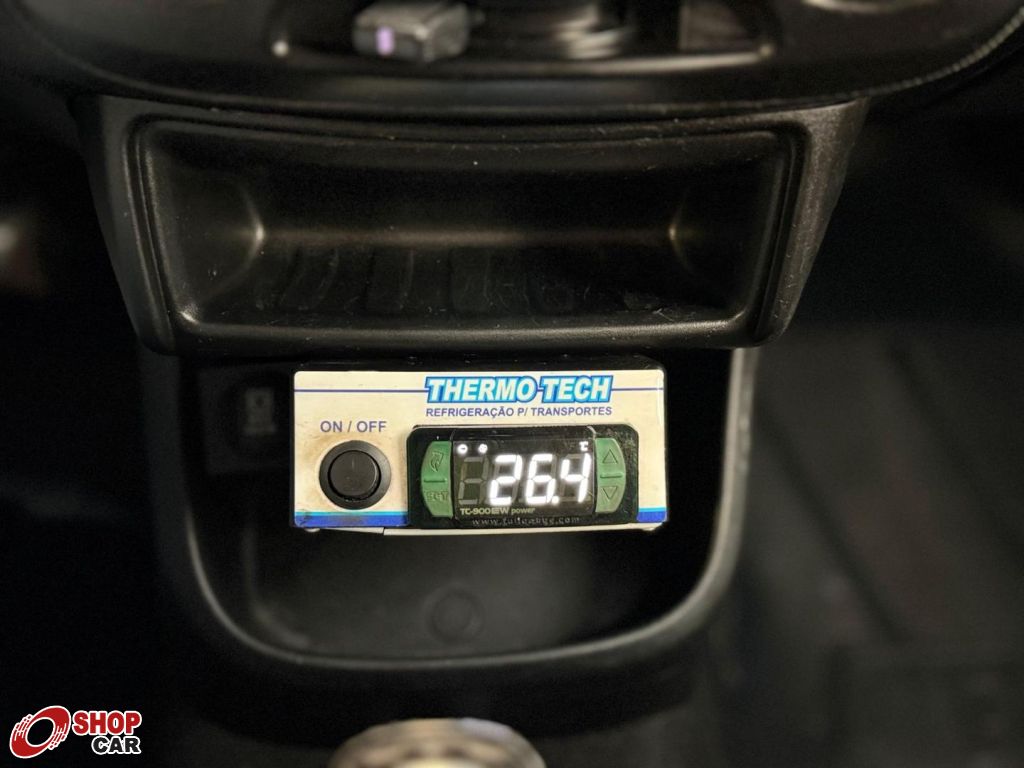 THERMO TECH
REFRIGERAÇÃO P/ TRANSPORTES
ON / OFF
°C
26.4
SET
TC-900E
power
SHOP
CAR